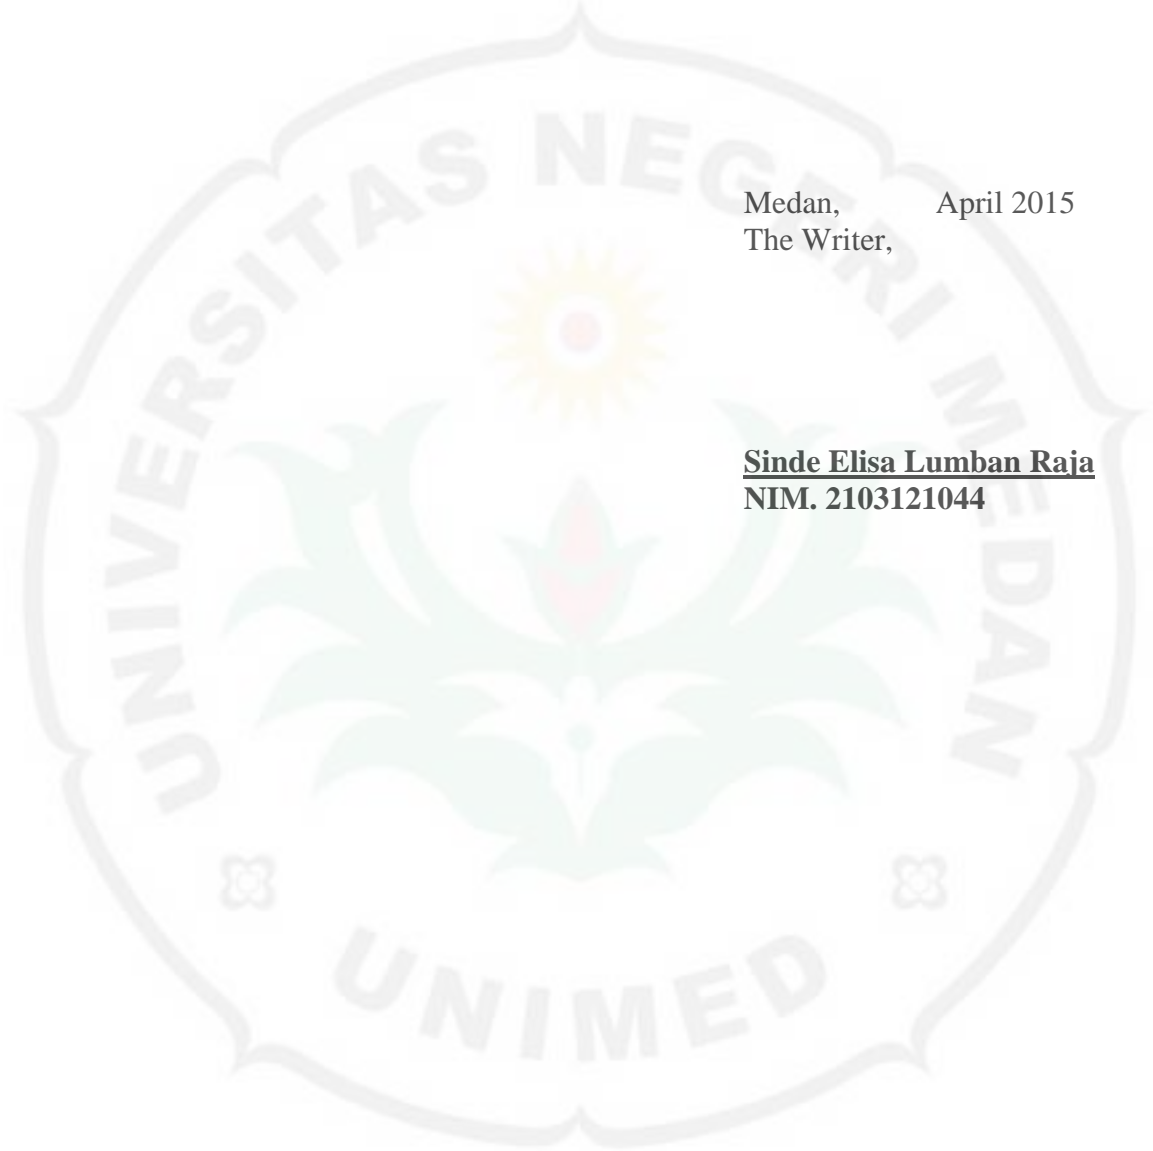 UNIVERSITAS NEGERI MEDAN
Medan, April 2015
The Writer,
Sinde Elisa Lumban Raja
NIM. 2103121044
UNIMED